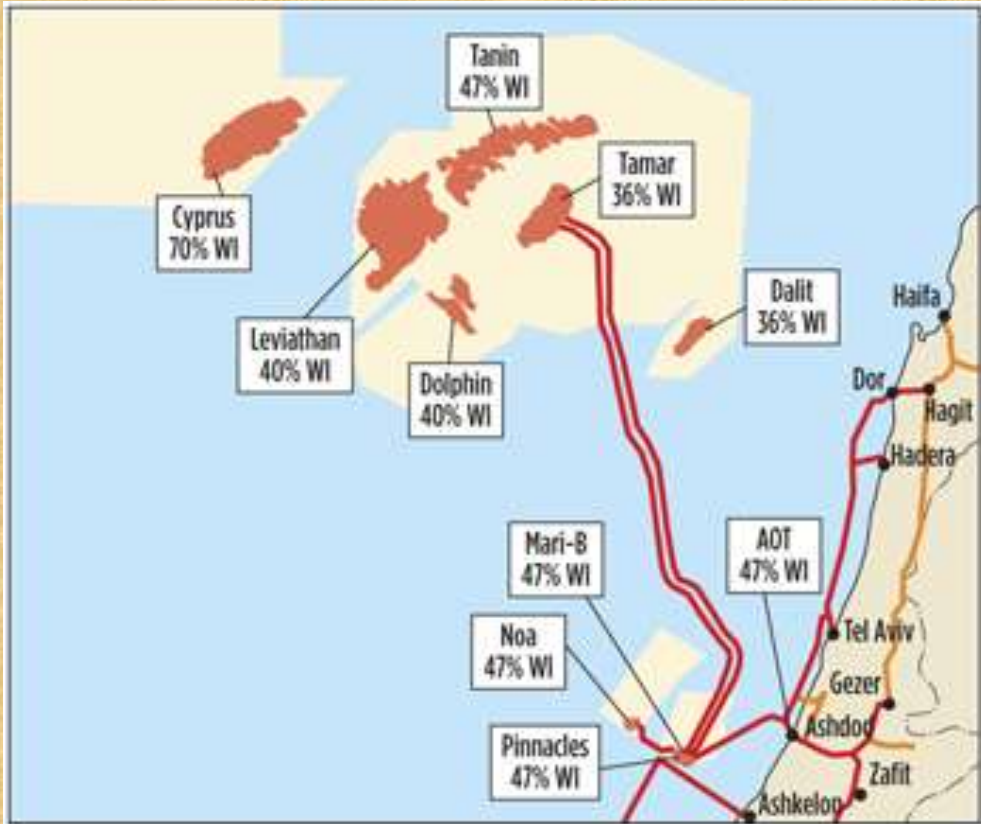 Tanin
47% WI
Tamar
36% WI
Cyprus
70% WI
Dalit
36% WI
Haifa
Leviathan
40% WI
Dolphin
40% WI
Dor
Hagit
Hadera
Mari-B
47% WI
AOT
47% WI
Noa
47% WI
Tel Aviv
Gezer
Ashdod
Pinnacles
47% WI
Zafit
Ashkelon